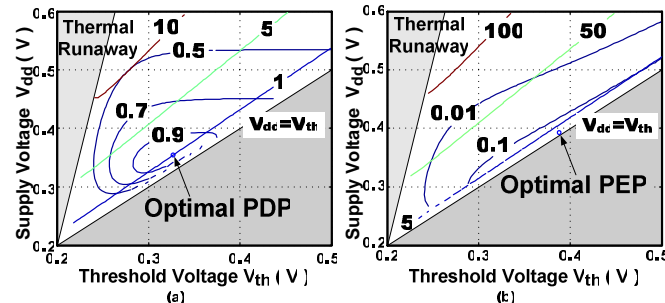 0.6
0.5
0.4
0.3
0.2
Supply Voltage Vdd ( V )
Thermal
Runaway
10
0.5
5
1
0.7
0.9
Vdd=Vth
Optimal PDP
0.2 0.3 0.4 0.5
Threshold Voltage Vth ( V )
(a)
0.6
0.5
0.4
0.3
0.2
Supply Voltage Vdd ( V )
Thermal
Runaway
100
50
0.01
0.1
Vdd=Vth
Optimal PEP
5
0.2 0.3 0.4 0.5
Threshold Voltage Vth ( V )
(b)